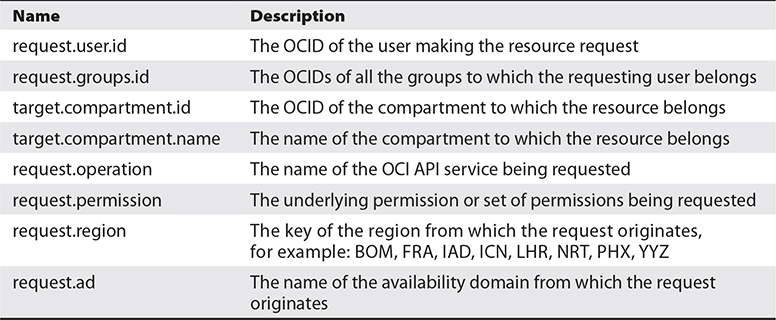 Name Description
request.user.id The OCID of the user making the resource request
request.groups.id The OCIDs of all the groups to which the requesting user belongs
target.compartment.id The OCID of the compartment to which the resource belongs
target.compartment.name The name of the compartment to which the resource belongs
request.operation The name of the OCI API service being requested
request.permission The underlying permission or set of permissions being requested
request.region The key of the region from which the request originates,
for example: BOM, FRA, IAD, ICN, LHR, NRT, PHX, YYZ
request.ad The name of the availability domain from which the request
originates